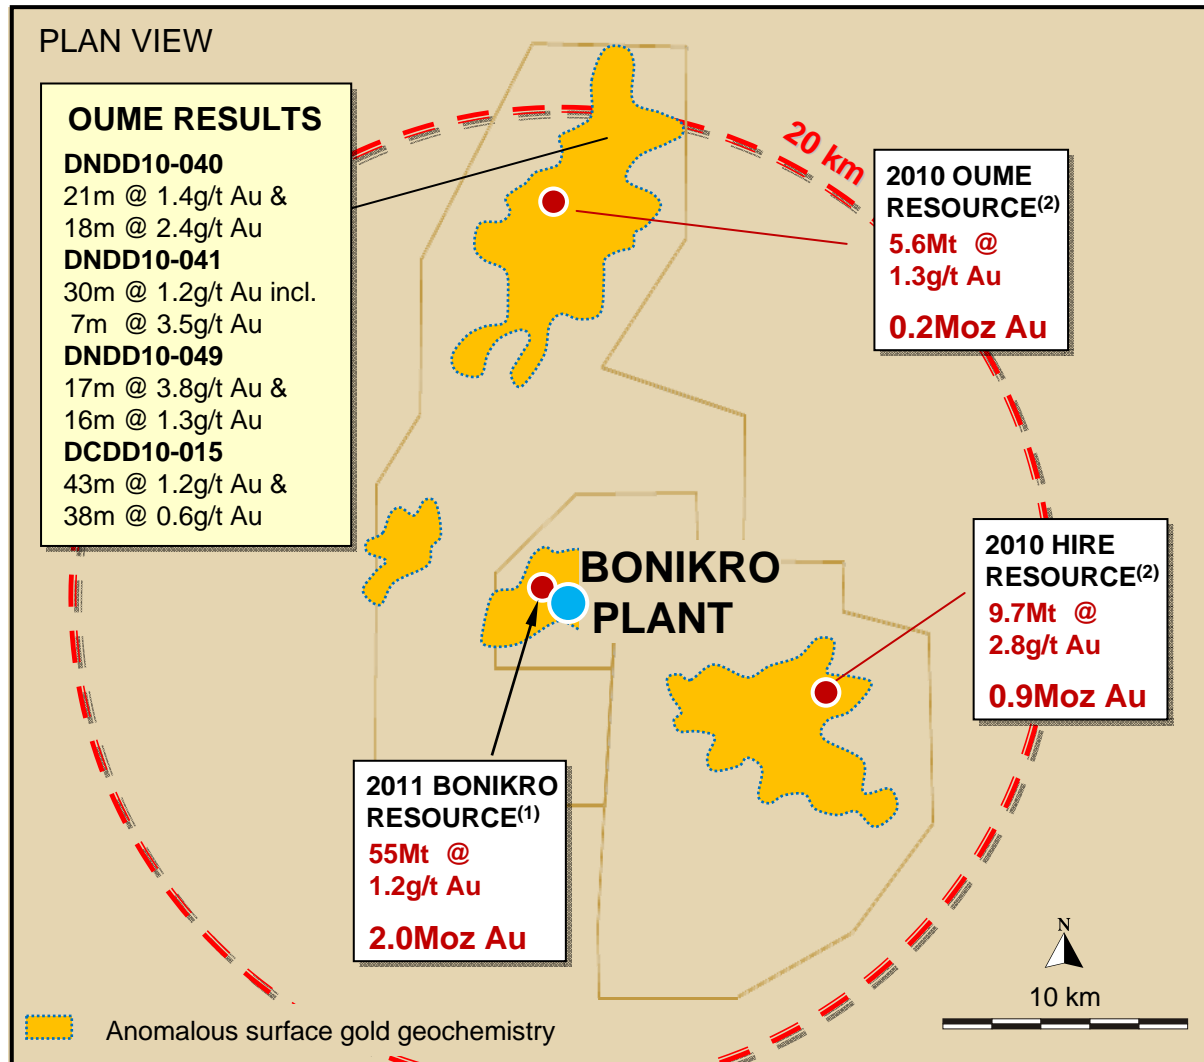 PLAN VIEW
OUME RESULTS
DNDD10-040
21m @ 1.4g/t Au &
18m @ 2.4g/t Au
DNDD10-041
30m @ 1.2g/t Au incl.
7m @ 3.5g/t Au
DNDD10-049
17m @ 3.8g/t Au &
16m @ 1.3g/t Au
DCDD10-015
43m @ 1.2g/t Au &
38m @ 0.6g/t Au
20 km
2010 OUME
RESOURCE(2)
5.6Mt @
1.3g/t Au
0.2Moz Au
BONIKRO
PLANT
2010 HIRE
RESOURCE(2)
9.7Mt @
2.8g/t Au
0.9Moz Au
2011 BONIKRO
RESOURCE(1)
55Mt @
1.2g/t Au
2.0Moz Au
N
10 km
Anomalous surface gold geochemistry